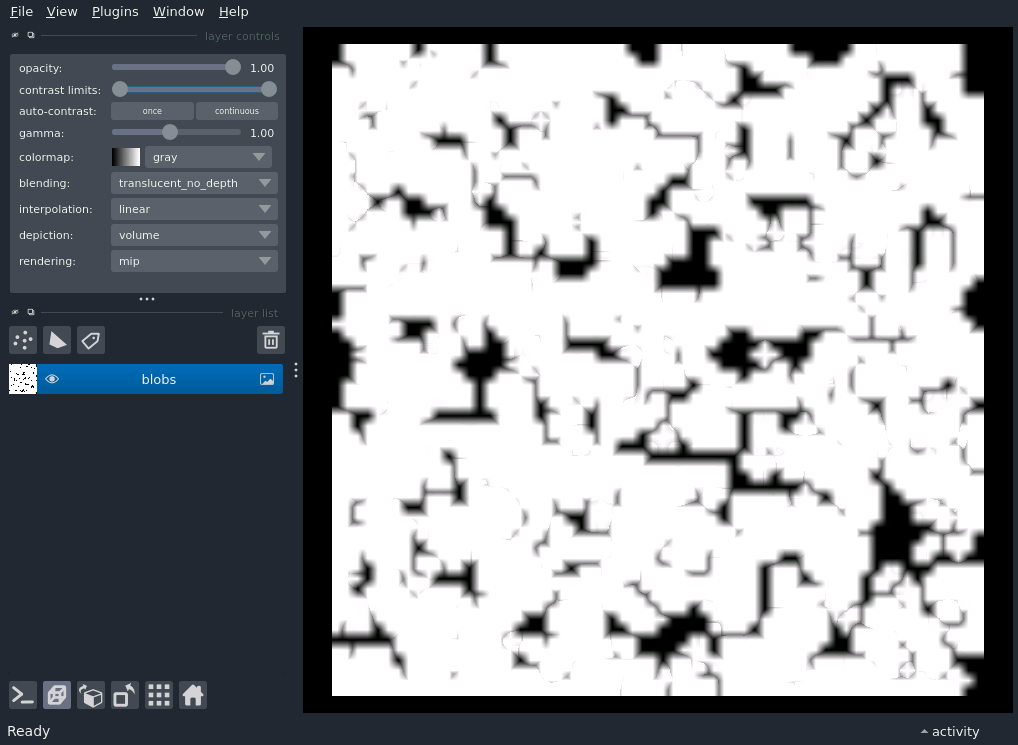 File View Plugins Window Help
layer controls
opacity: 1.00
contrast limits:
auto-contrast: once continuous
gamma: 1.00
colormap: gray
blending: translucent_no_depth
interpolation: linear
depiction: volume
rendering: mip
layer list
blobs
Ready activity